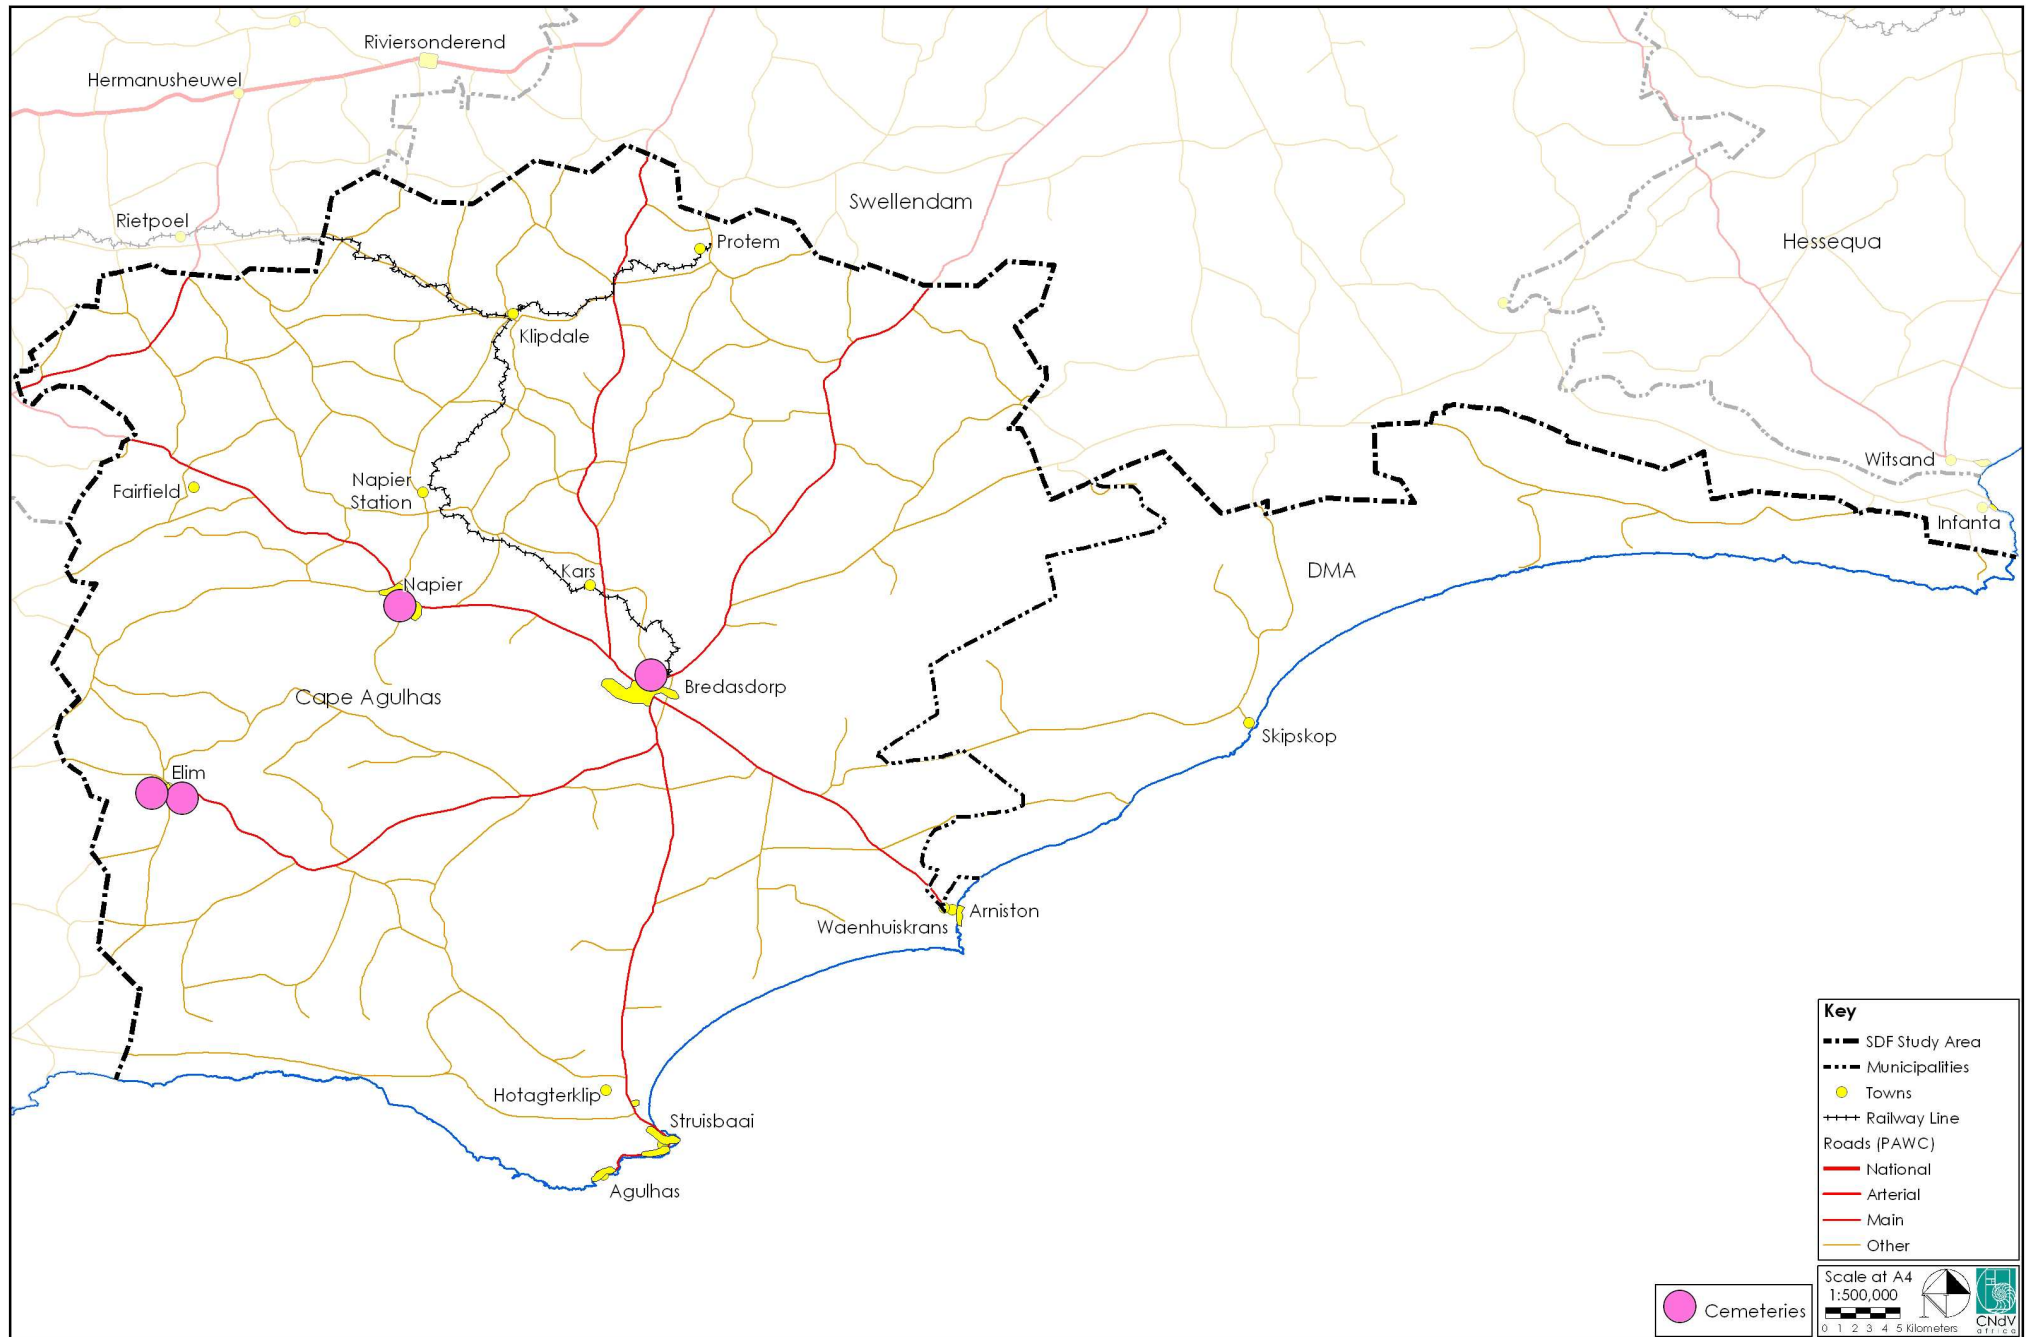 Riviersonderend
Hermanusheuwel
Swellendam
Rietpoel
Protem
Hessequa
Klipdale
Witsand
Napier
Station
Fairfield
Infanta
DMA
Kars
Napier
Bredasdorp
Cape Agulhas
Skipskop
Elim
Arniston
Waenhuiskrans
Hotagterklip
Struisbaai
Agulhas
Key
SDF Study Area
Municipalities
Towns
Railway Line
Roads (PAWC)
National
Arterial
Main
Other
Cemeteries
Scale at A4
1:500,000
0 1 2 3 4 5 Kilometers
N
CNdV
africa